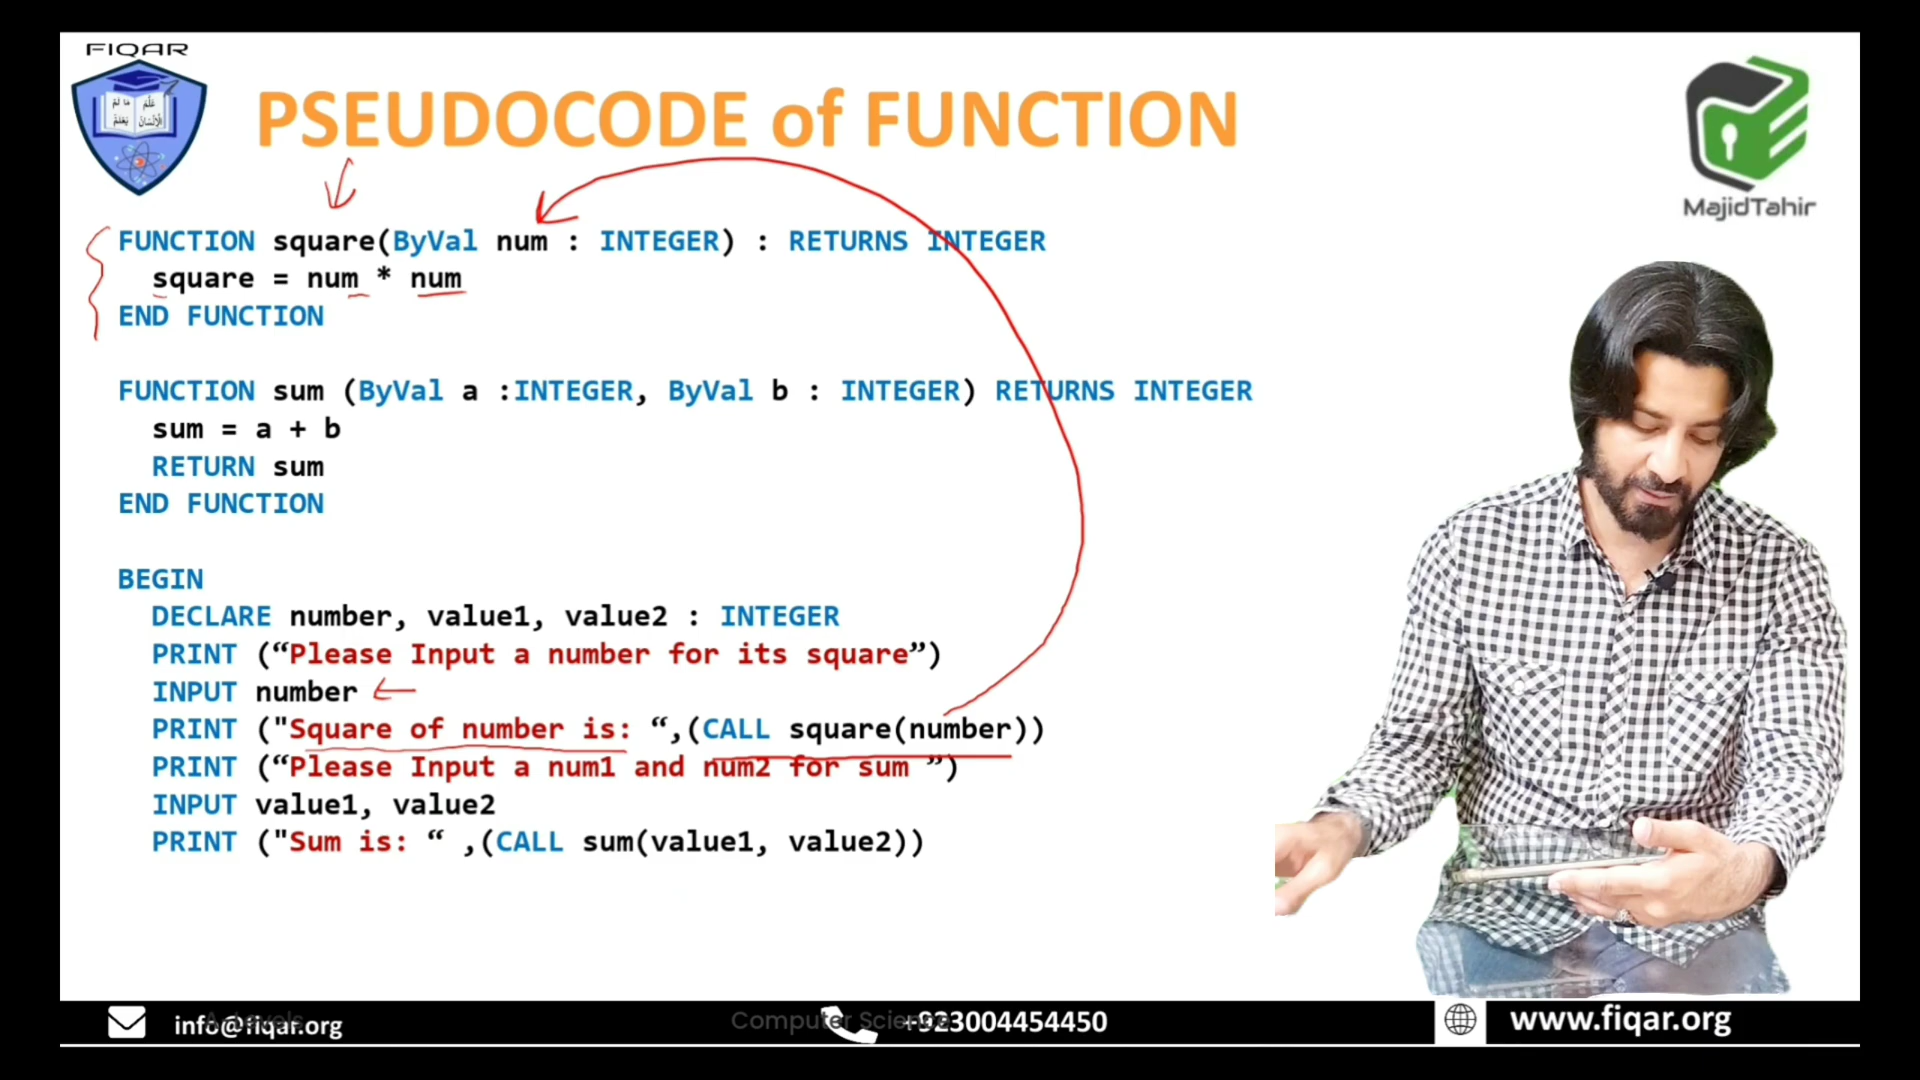 FIQAR
PSEUDOCODE of FUNCTION
MajidTahir
FUNCTION square(ByVal num : INTEGER) : RETURNS INTEGER
square = num * num
END FUNCTION
FUNCTION sum (ByVal a :INTEGER, ByVal b : INTEGER) RETURNS INTEGER
sum = a + b
RETURN sum
END FUNCTION
BEGIN
DECLARE number, value1, value2 : INTEGER
PRINT (“Please Input a number for its square”)
INPUT number
PRINT ("Square of number is: “,(CALL square(number))
PRINT (“Please Input a num1 and num2 for sum ”)
INPUT value1, value2
PRINT ("Sum is: “ ,(CALL sum(value1, value2))
info@fiqar.org
A-Levels
Computer Science
+923004454450
www.fiqar.org